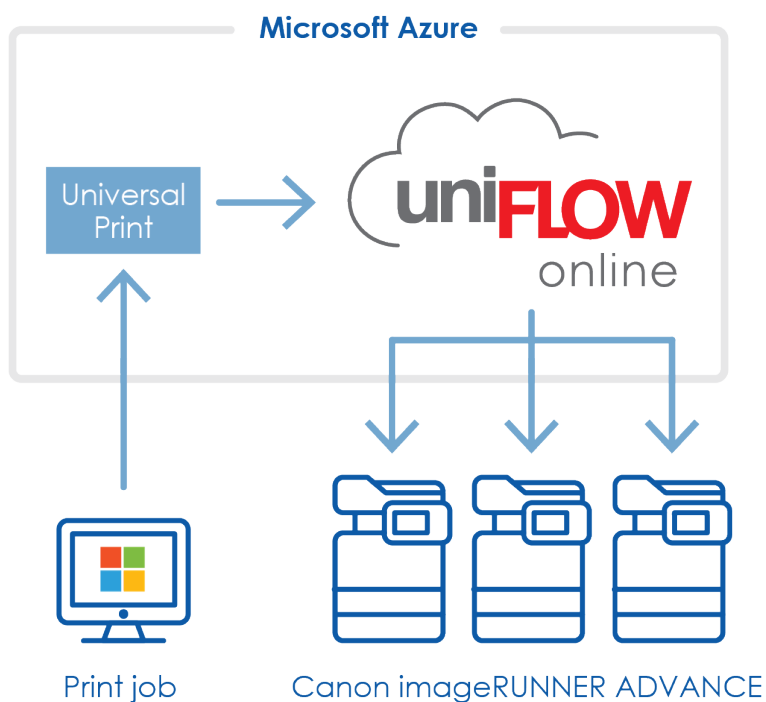 Microsoft Azure
Universal
Print
uniFLOW
online
Print job
Canon imageRUNNER ADVANCE